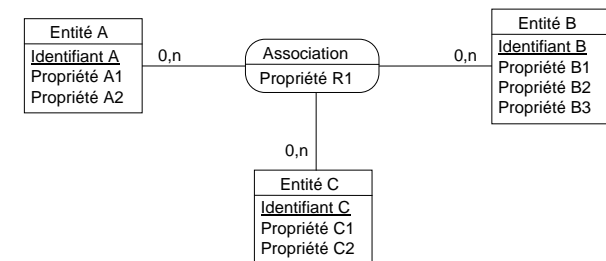 Entité A
Identifiant A
Propriété A1
Propriété A2
0,n
Association
Propriété R1
0,n
Entité B
Identifiant B
Propriété B1
Propriété B2
Propriété B3
0,n
Entité C
Identifiant C
Propriété C1
Propriété C2